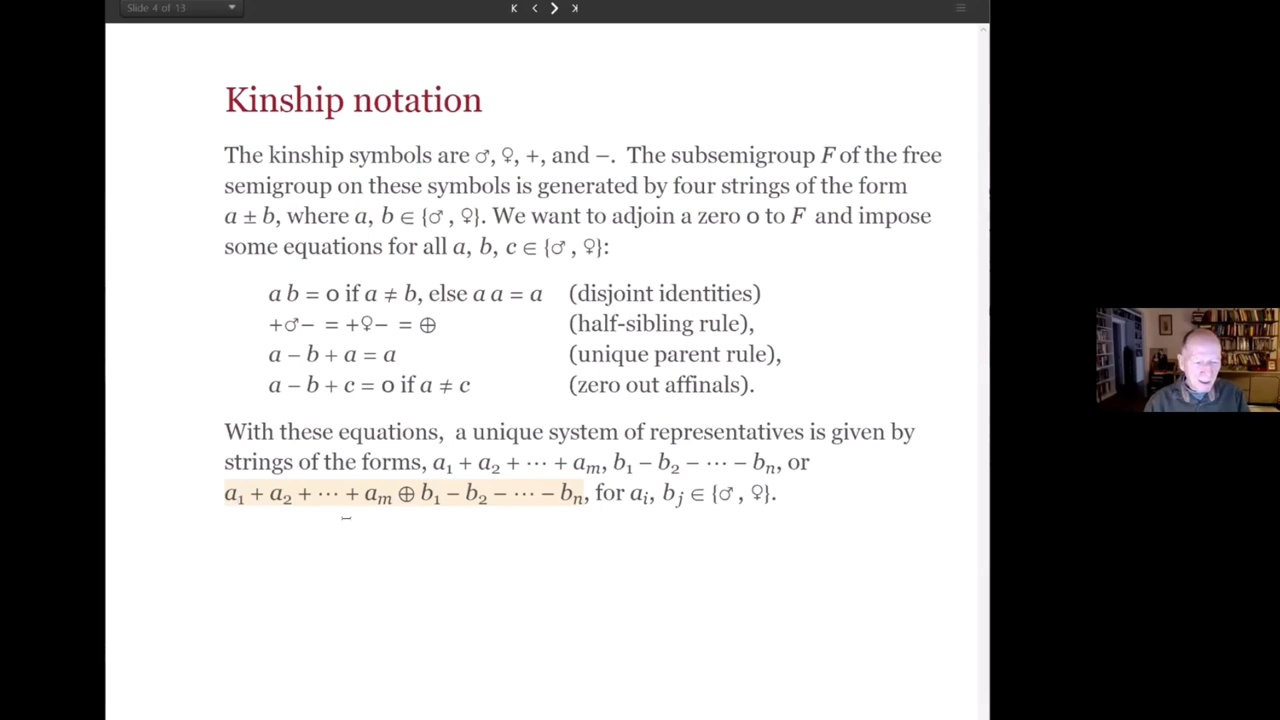 Slide 4 of 13
Kinship notation
The kinship symbols are ♂, ♀, +, and −. The subsemigroup F of the free
semigroup on these symbols is generated by four strings of the form
a ± b, where a, b ∈ {♂, ♀}. We want to adjoin a zero 0 to F and impose
some equations for all a, b, c ∈ {♂, ♀}:
a b = 0 if a ≠ b, else a a = a (disjoint identities)
+♂− = +♀− = ⊕ (half-sibling rule),
a − b + a = a (unique parent rule),
a − b + c = 0 if a ≠ c (zero out affinals).
With these equations, a unique system of representatives is given by
strings of the forms, a₁ + a₂ + ⋯ + aₘ, b₁ − b₂ − ⋯ − bₙ, or
a₁ + a₂ + ⋯ + aₘ ⊕ b₁ − b₂ − ⋯ − bₙ, for aᵢ, bⱼ ∈ {♂, ♀}.